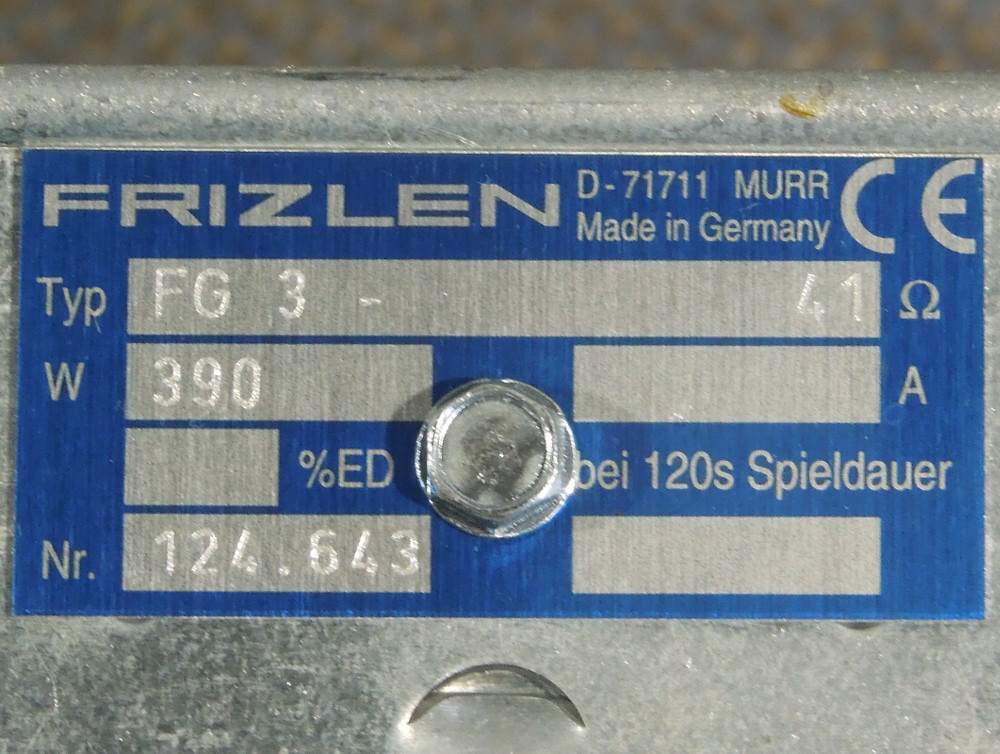 FRIZLEN D-71711 MURR CE
Made in Germany
Typ FG 3 - 41 Ω
W 390 A
%ED bei 120s Spieldauer
Nr. 124.643